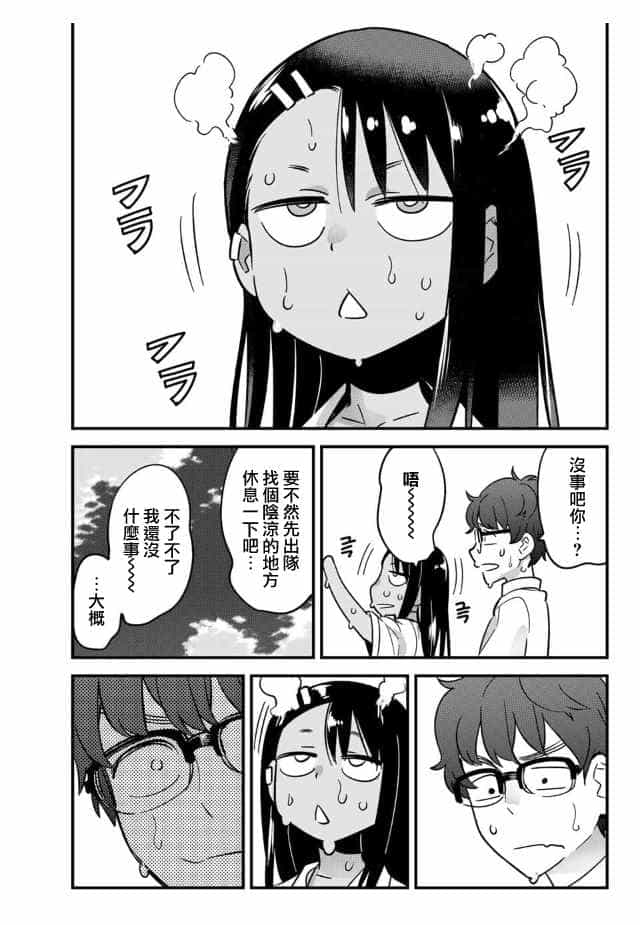 フラ
フラ
フラ
沒事吧你…?
唔〜〜〜
要不然先出隊
找個陰涼的地方
休息一下吧…
不了不了
我還沒
什麼事〜〜〜
…大概